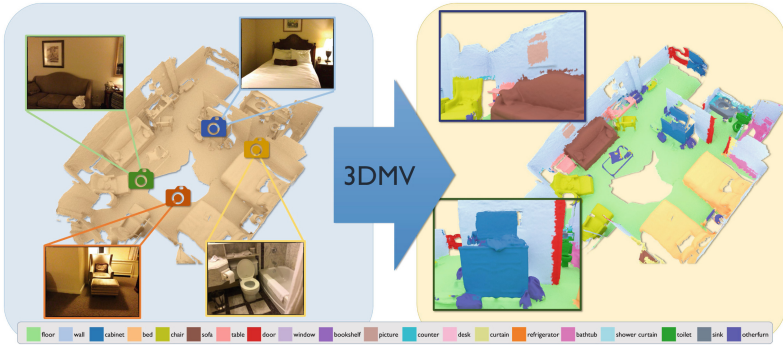 3DMV
floor wall cabinet bed chair sofa table door window bookshelf picture counter desk curtain refrigerator bathtub shower curtain toilet sink otherfurn